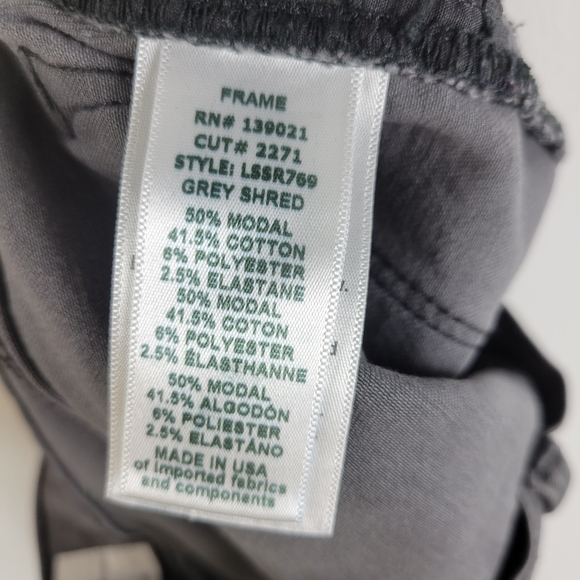 FRAME
RN# 139021
CUT# 2271
STYLE: LSSR769
GREY SHRED
50% MODAL
41.5% COTTON
6% POLYESTER
2.5% ELASTANE
50% MODAL
41.5% COTON
6% POLYESTER
2.5% ÉLASTHANNE
50% MODAL
41.5% ALGODÓN
6% POLIESTER
2.5% ELASTÁNO
MADE IN USA
of imported fabrics
and components